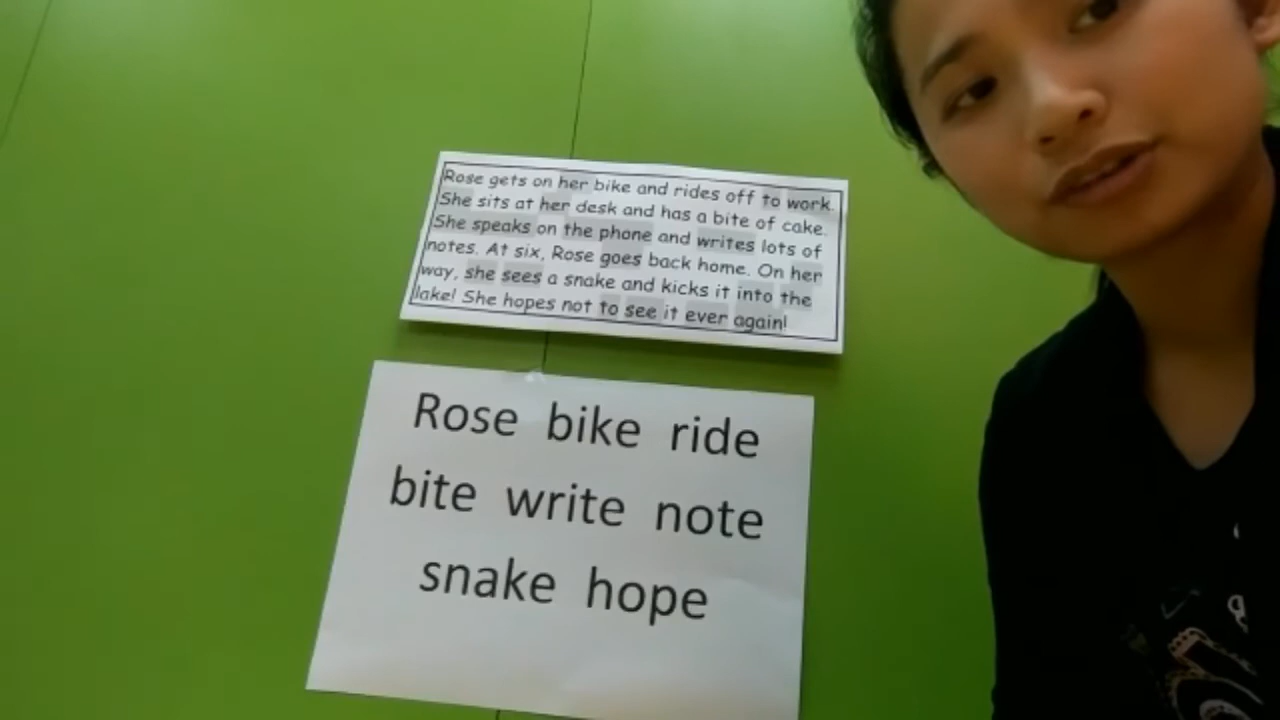 Rose gets on her bike and rides off to work.
She sits at her desk and has a bite of cake.
She speaks on the phone and writes lots of
notes. At six, Rose goes back home. On her
way, she sees a snake and kicks it into the
lake! She hopes not to see it ever again!
Rose bike ride
bite write note
snake hope